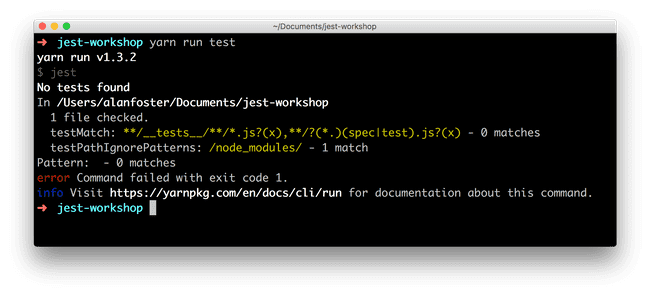 ~/Documents/jest-workshop
➜ jest-workshop yarn run test
yarn run v1.3.2
$ jest
No tests found
In /Users/alanfoster/Documents/jest-workshop
  1 file checked.
  testMatch: **/__tests__/**/*.js?(x),**/?(*.)(spec|test).js?(x) - 0 matches
  testPathIgnorePatterns: /node_modules/ - 1 match
Pattern:  - 0 matches
error Command failed with exit code 1.
info Visit https://yarnpkg.com/en/docs/cli/run for documentation about this command.
➜ jest-workshop